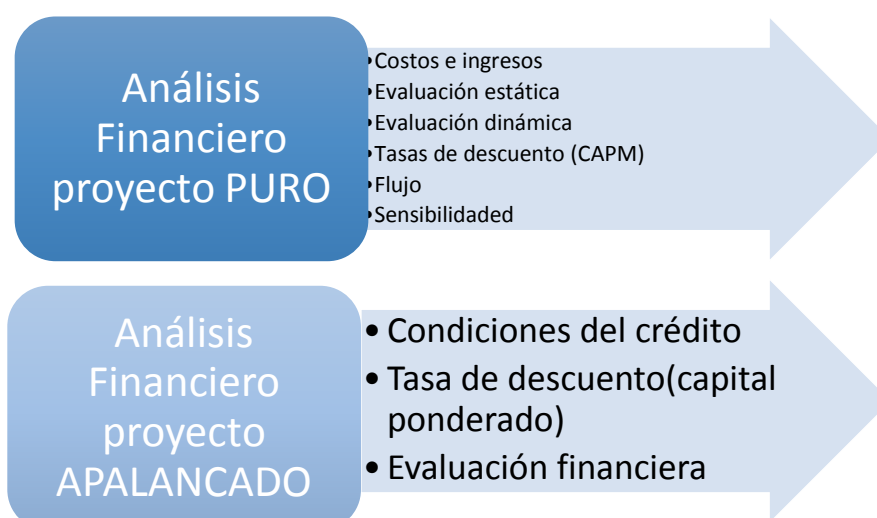 Análisis
Financiero
proyecto PURO
•Costos e ingresos
•Evaluación estática
•Evaluación dinámica
•Tasas de descuento (CAPM)
•Flujo
•Sensibilidaded
Análisis
Financiero
proyecto
APALANCADO
• Condiciones del crédito
• Tasa de descuento(capital
ponderado)
• Evaluación financiera